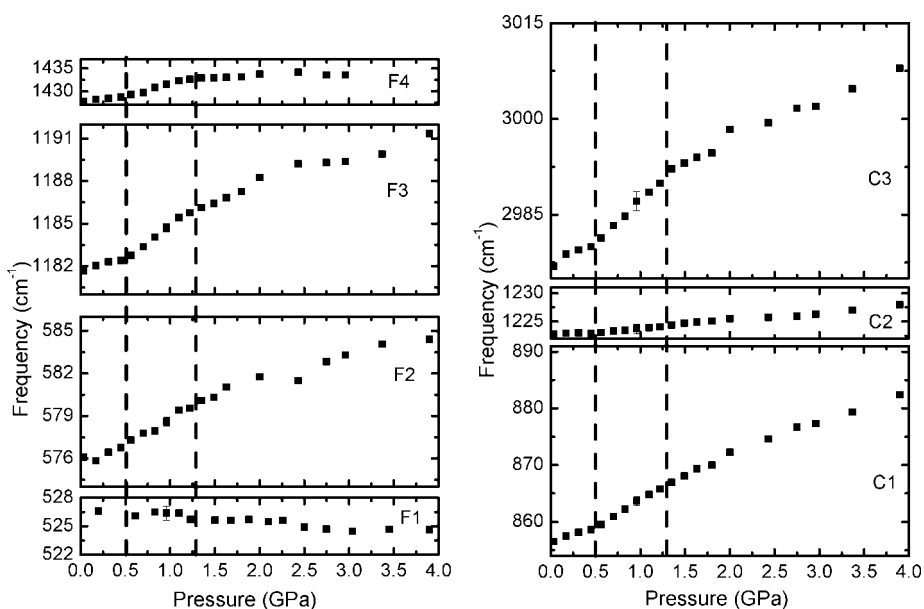 1435
1430
F4
1191
1188
1185
1182
F3
585
582
579
576
F2
528
525
522
F1
0.0 0.5 1.0 1.5 2.0 2.5 3.0 3.5 4.0
Pressure (GPa)
Frequency (cm⁻¹)
3015
3000
2985
C3
1230
1225
C2
890
880
870
860
C1
0.0 0.5 1.0 1.5 2.0 2.5 3.0 3.5 4.0
Pressure (GPa)
Frequency (cm⁻¹)